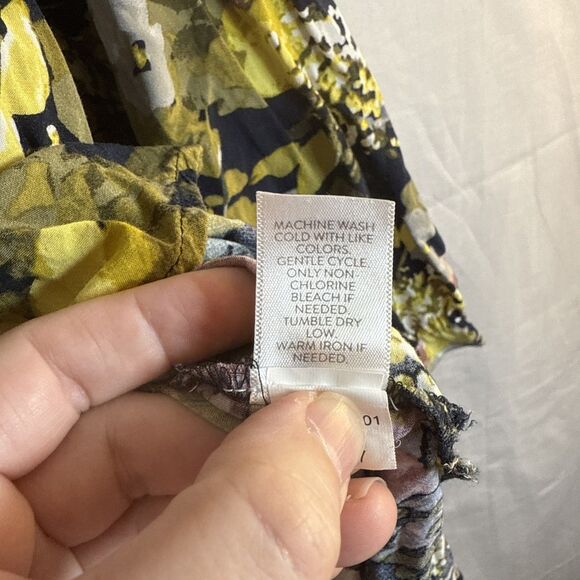 MACHINE WASH
COLD WITH LIKE
COLORS.
GENTLE CYCLE.
ONLY NON
CHLORINE
BLEACH IF
NEEDED.
TUMBLE DRY
LOW.
WARM IRON IF
NEEDED.
01